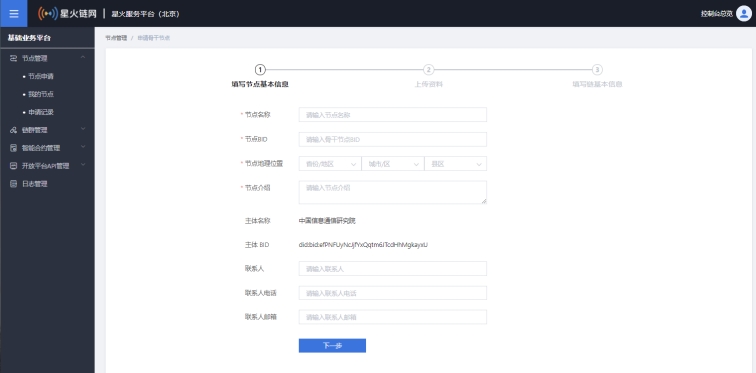 星火链网 | 星火服务平台（北京）
控制台总览
基础业务平台
节点管理
节点申请
我的节点
申请记录
链群管理
智能合约管理
开放平台API管理
日志管理
节点管理 / 申请骨干节点
1 2 3
填写节点基本信息 上传资料 填写链基本信息
* 节点名称 请输入节点名称
* 节点BID 请输入骨干节点BID
* 节点地理位置 省份/地区 城市/区 县区
* 节点介绍 请输入节点介绍
主体名称 中国信息通信研究院
主体 BID
联系人 请输入联系人
联系人电话 请输入联系人电话
联系人邮箱 请输入联系人邮箱
下一步